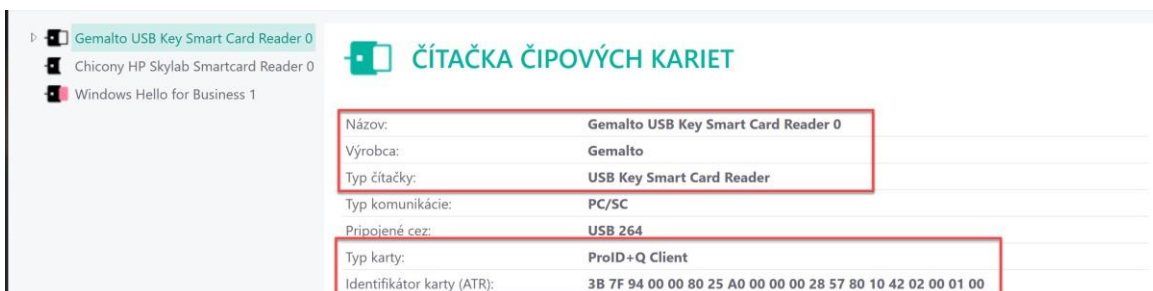 Gemalto USB Key Smart Card Reader 0
Chicony HP Skylab Smartcard Reader 0
Windows Hello for Business 1
ČÍTAČKA ČIPOVÝCH KARIET
Názov: Gemalto USB Key Smart Card Reader 0
Výrobca: Gemalto
Typ čítačky: USB Key Smart Card Reader
Typ komunikácie: PC/SC
Pripojené cez: USB 264
Typ karty: ProID+Q Client
Identifikátor karty (ATR): 3B 7F 94 00 00 80 25 A0 00 00 00 28 57 80 10 42 02 00 01 00